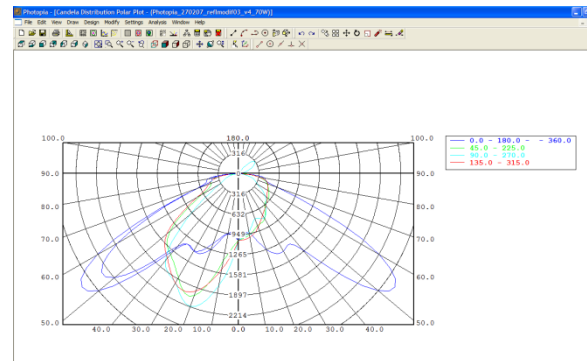 Photopia - [Candela Distribution Polar Plot - (Photopia_270207_reflmodif03_v4_70W)]
File Edit View Draw Design Modify Settings Analysis Window Help
100.0 180.0 100.0
0.0 - 180.0 - - 360.0
45.0 - 225.0
90.0 - 270.0
135.0 - 315.0
316
0
90.0 316 90.0
80.0 632 80.0
949
70.0 1265 70.0
60.0 1581 60.0
1897
2214
50.0 50.0
40.0 30.0 20.0 10.0 0.0 10.0 20.0 30.0 40.0